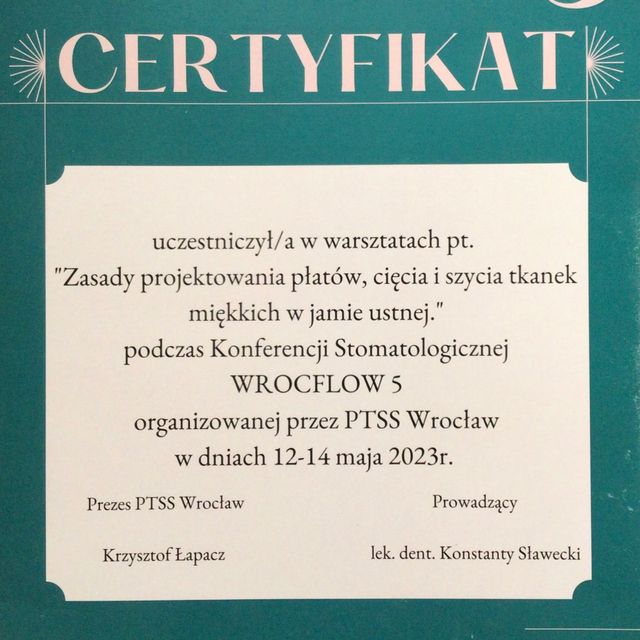 CERTYFIKAT
uczestniczył/a w warsztatach pt.
"Zasady projektowania płatów, cięcia i szycia tkanek
miękkich w jamie ustnej."
podczas Konferencji Stomatologicznej
WROCFLOW 5
organizowanej przez PTSS Wrocław
w dniach 12-14 maja 2023r.
Prezes PTSS Wrocław Prowadzący
Krzysztof Łapacz lek. dent. Konstanty Sławecki